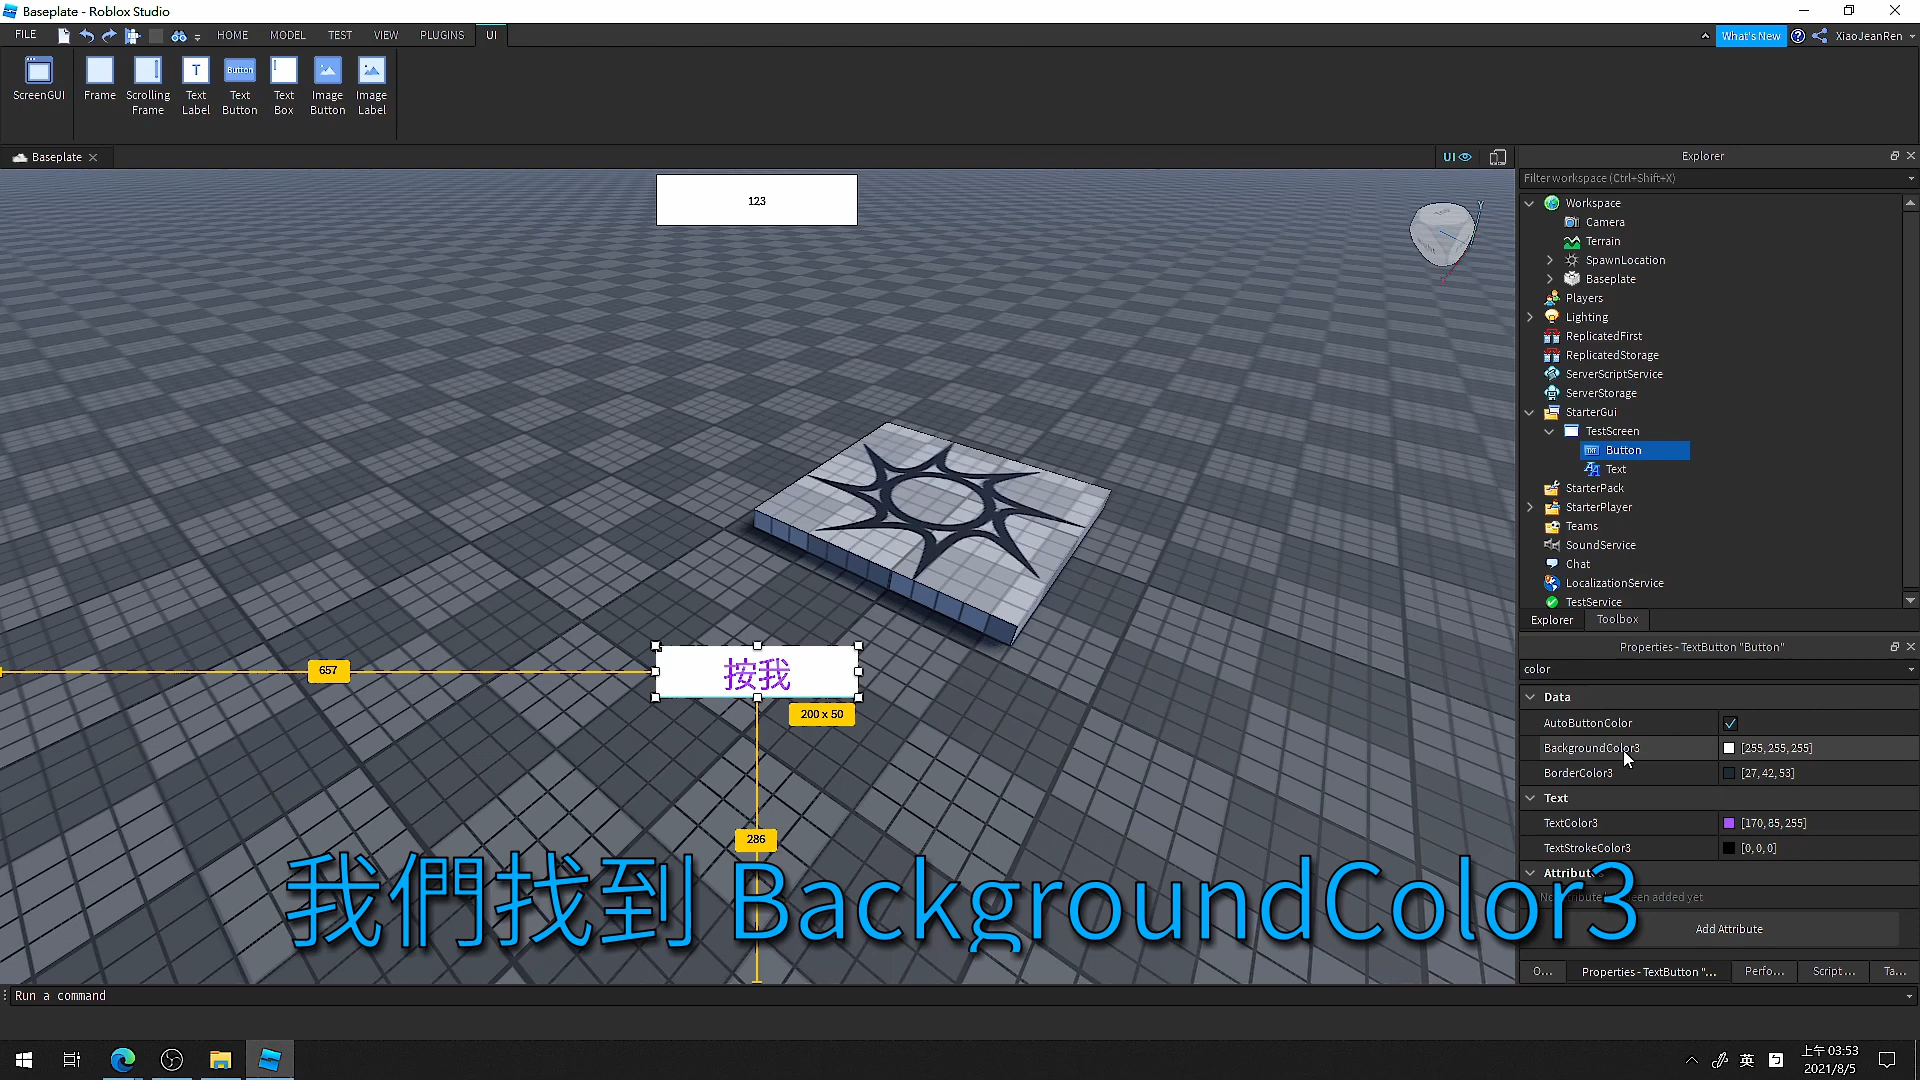 Baseplate - Roblox Studio
FILE
HOME
MODEL
TEST
VIEW
PLUGINS
UI
What's New
XiaoJeanRen
ScreenGUI
Frame
Scrolling
Frame
Text
Label
Text
Button
Text
Box
Image
Button
Image
Label
Baseplate
UI
123
657
按我
200 x 50
286
我們找到 BackgroundColor3
Explorer
Filter workspace (Ctrl+Shift+X)
Workspace
Camera
Terrain
SpawnLocation
Baseplate
Players
Lighting
ReplicatedFirst
ReplicatedStorage
ServerScriptService
ServerStorage
StarterGui
TestScreen
Button
Text
StarterPack
StarterPlayer
Teams
SoundService
Chat
LocalizationService
TestService
Explorer
Toolbox
Properties - TextButton "Button"
color
Data
AutoButtonColor
BackgroundColor3 [255, 255, 255]
BorderColor3 [27, 42, 53]
Text
TextColor3 [170, 85, 255]
TextStrokeColor3 [0, 0, 0]
Add Attribute
O...
Properties - TextButton "...
Perfo...
Script ...
Ta...
Run a command
英
上午 03:53
2021/8/5